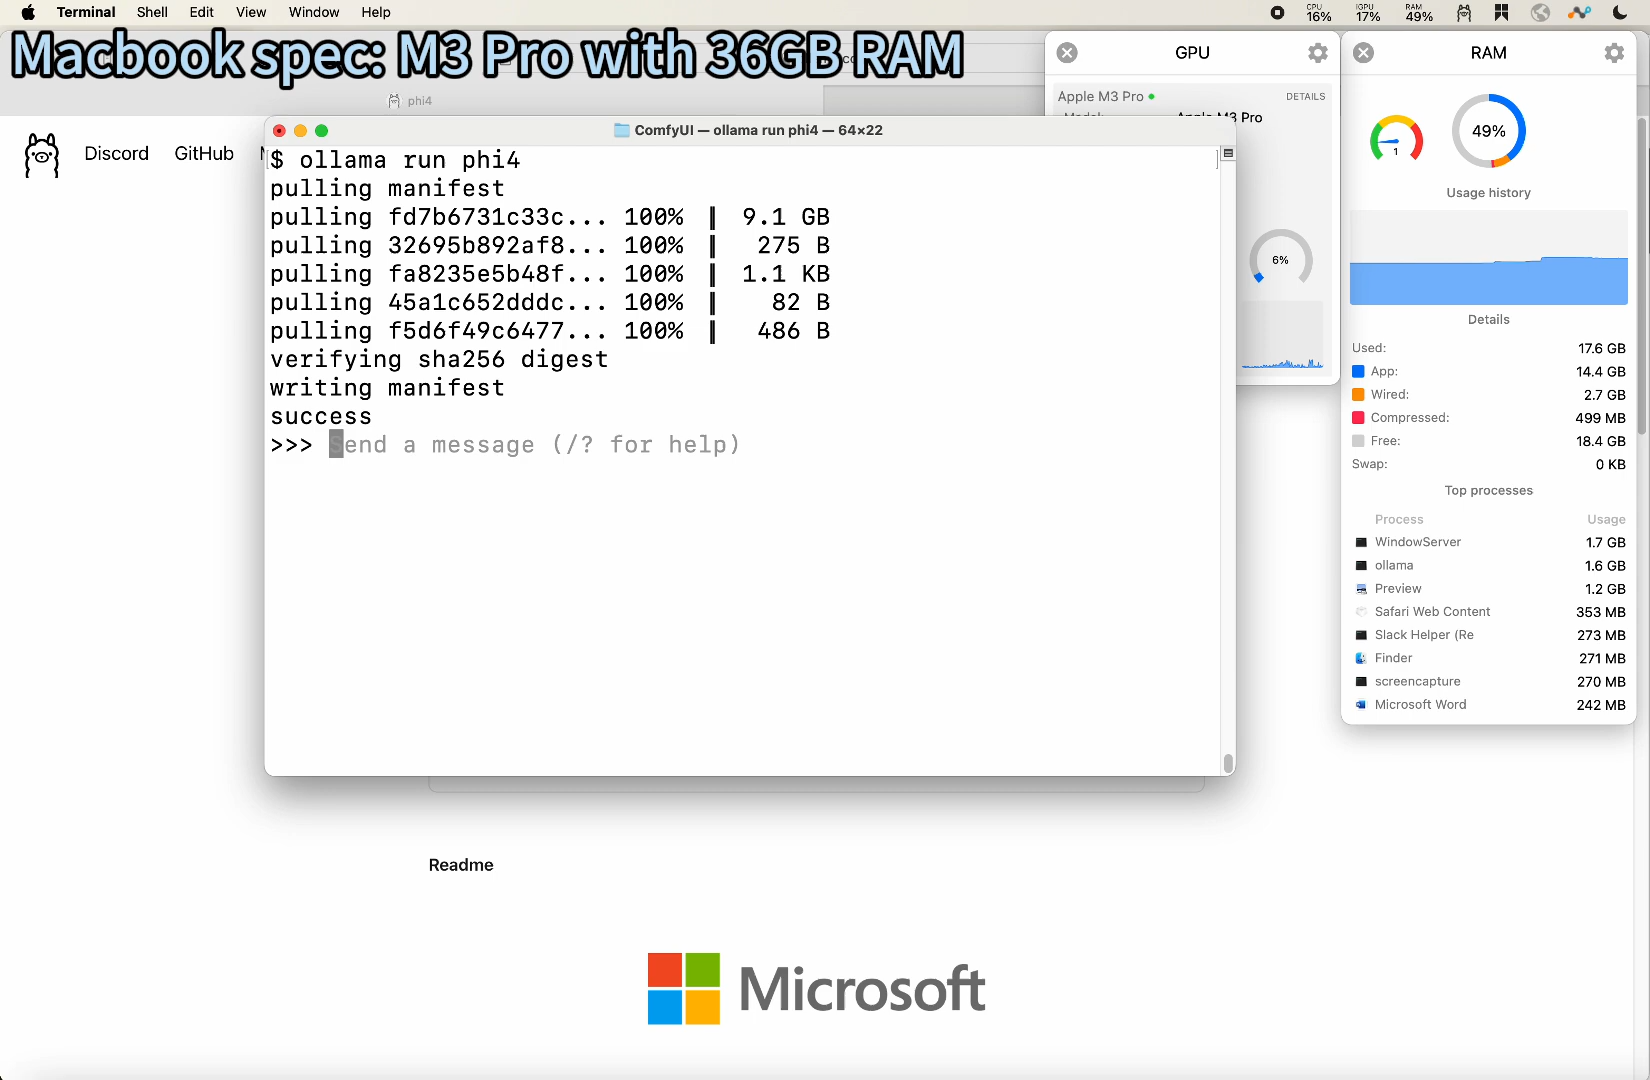 Terminal Shell Edit View Window Help CPU 16% IGPU 17% RAM 49%
Macbook spec: M3 Pro with 36GB RAM
phi4
Discord GitHub
ComfyUI — ollama run phi4 — 64×22
$ ollama run phi4
pulling manifest
pulling fd7b6731c33c... 100% ▕ 9.1 GB
pulling 32695b892af8... 100% ▕ 275 B
pulling fa8235e5b48f... 100% ▕ 1.1 KB
pulling 45a1c652dddc... 100% ▕ 82 B
pulling f5d6f49c6477... 100% ▕ 486 B
verifying sha256 digest
writing manifest
success
>>> Send a message (/? for help)
GPU
Apple M3 Pro DETAILS
Model: Apple M3 Pro
6%
RAM
1
49%
Usage history
Details
Used: 17.6 GB
App: 14.4 GB
Wired: 2.7 GB
Compressed: 499 MB
Free: 18.4 GB
Swap: 0 KB
Top processes
Process Usage
WindowServer 1.7 GB
ollama 1.6 GB
Preview 1.2 GB
Safari Web Content 353 MB
Slack Helper (Re 273 MB
Finder 271 MB
screencapture 270 MB
Microsoft Word 242 MB
Readme
Microsoft